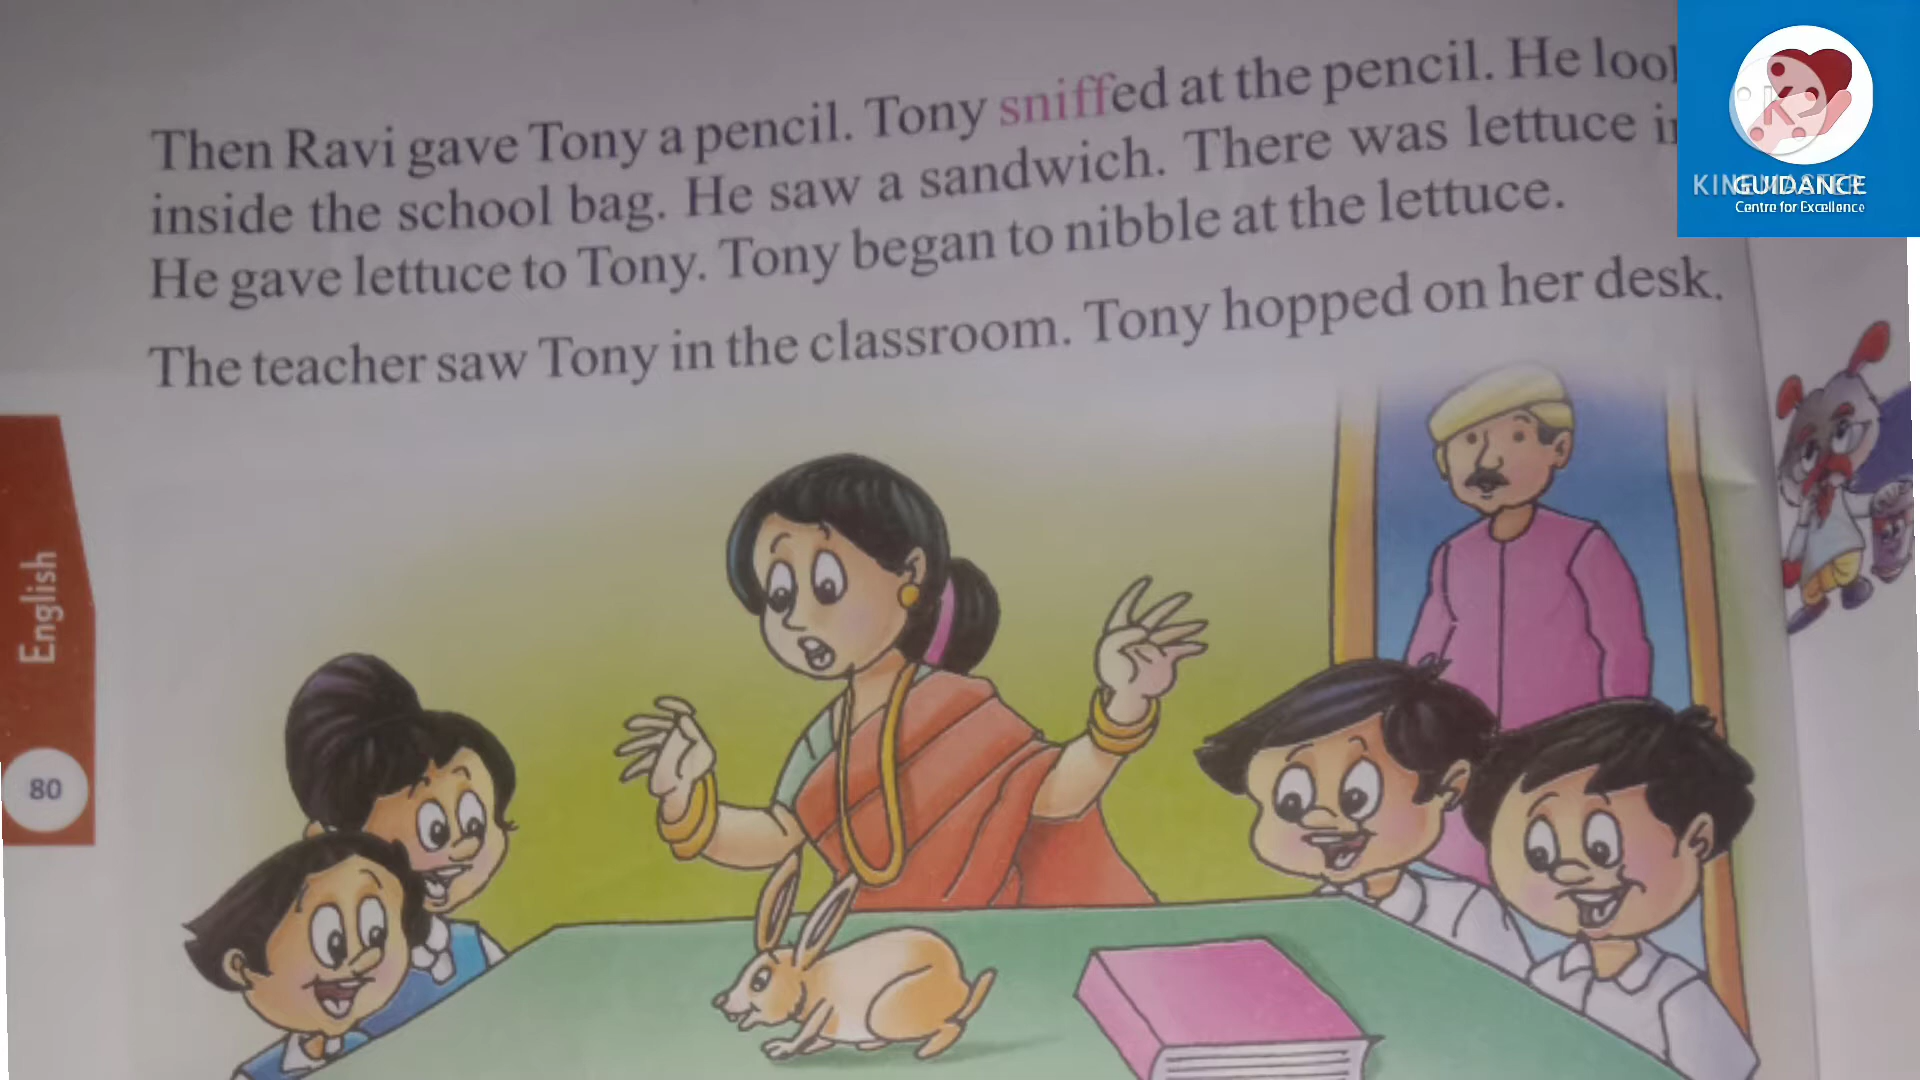 Then Ravi gave Tony a pencil. Tony sniffed at the pencil. He
inside the school bag. He saw a sandwich. There was lettuce
He gave lettuce to Tony. Tony began to nibble at the lettuce.
The teacher saw Tony in the classroom. Tony hopped on her desk.
English
80
KINEMASTER
GUIDANCE
Centre for Excellence